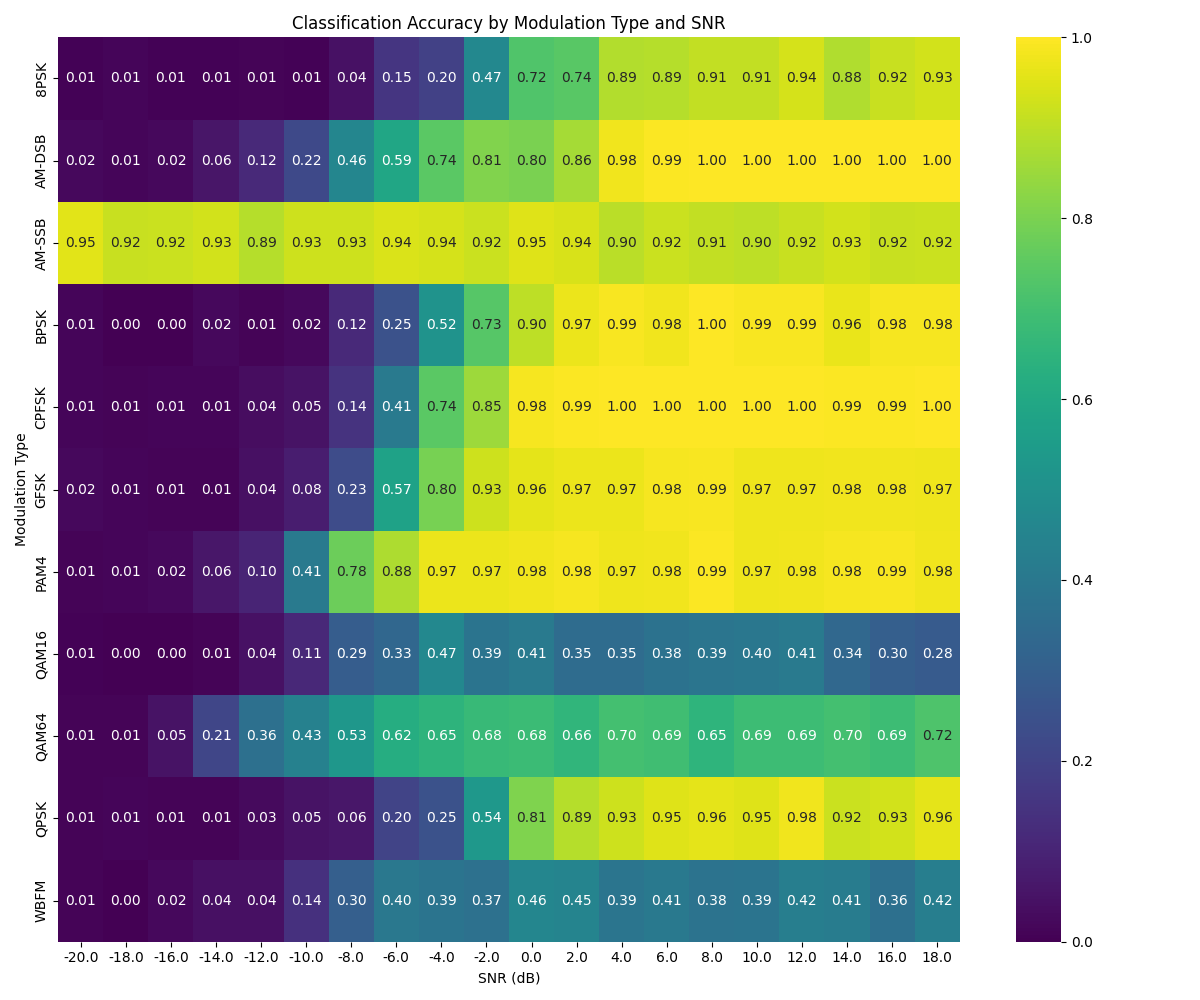 Classification Accuracy by Modulation Type and SNR
8PSK 0.01 0.01 0.01 0.01 0.01 0.01 0.04 0.15 0.20 0.47 0.72 0.74 0.89 0.89 0.91 0.91 0.94 0.88 0.92 0.93
AM-DSB 0.02 0.01 0.02 0.06 0.12 0.22 0.46 0.59 0.74 0.81 0.80 0.86 0.98 0.99 1.00 1.00 1.00 1.00 1.00 1.00
AM-SSB 0.95 0.92 0.92 0.93 0.89 0.93 0.93 0.94 0.94 0.92 0.95 0.94 0.90 0.92 0.91 0.90 0.92 0.93 0.92 0.92
BPSK 0.01 0.00 0.00 0.02 0.01 0.02 0.12 0.25 0.52 0.73 0.90 0.97 0.99 0.98 1.00 0.99 0.99 0.96 0.98 0.98
CPFSK 0.01 0.01 0.01 0.01 0.04 0.05 0.14 0.41 0.74 0.85 0.98 0.99 1.00 1.00 1.00 1.00 1.00 0.99 0.99 1.00
GFSK 0.02 0.01 0.01 0.01 0.04 0.08 0.23 0.57 0.80 0.93 0.96 0.97 0.97 0.98 0.99 0.97 0.97 0.98 0.98 0.97
PAM4 0.01 0.01 0.02 0.06 0.10 0.41 0.78 0.88 0.97 0.97 0.98 0.98 0.97 0.98 0.99 0.97 0.98 0.98 0.99 0.98
QAM16 0.01 0.00 0.00 0.01 0.04 0.11 0.29 0.33 0.47 0.39 0.41 0.35 0.35 0.38 0.39 0.40 0.41 0.34 0.30 0.28
QAM64 0.01 0.01 0.05 0.21 0.36 0.43 0.53 0.62 0.65 0.68 0.68 0.66 0.70 0.69 0.65 0.69 0.69 0.70 0.69 0.72
QPSK 0.01 0.01 0.01 0.01 0.03 0.05 0.06 0.20 0.25 0.54 0.81 0.89 0.93 0.95 0.96 0.95 0.98 0.92 0.93 0.96
WBFM 0.01 0.00 0.02 0.04 0.04 0.14 0.30 0.40 0.39 0.37 0.46 0.45 0.39 0.41 0.38 0.39 0.42 0.41 0.36 0.42
-20.0 -18.0 -16.0 -14.0 -12.0 -10.0 -8.0 -6.0 -4.0 -2.0 0.0 2.0 4.0 6.0 8.0 10.0 12.0 14.0 16.0 18.0
SNR (dB)
Modulation Type
1.0
0.8
0.6
0.4
0.2
0.0